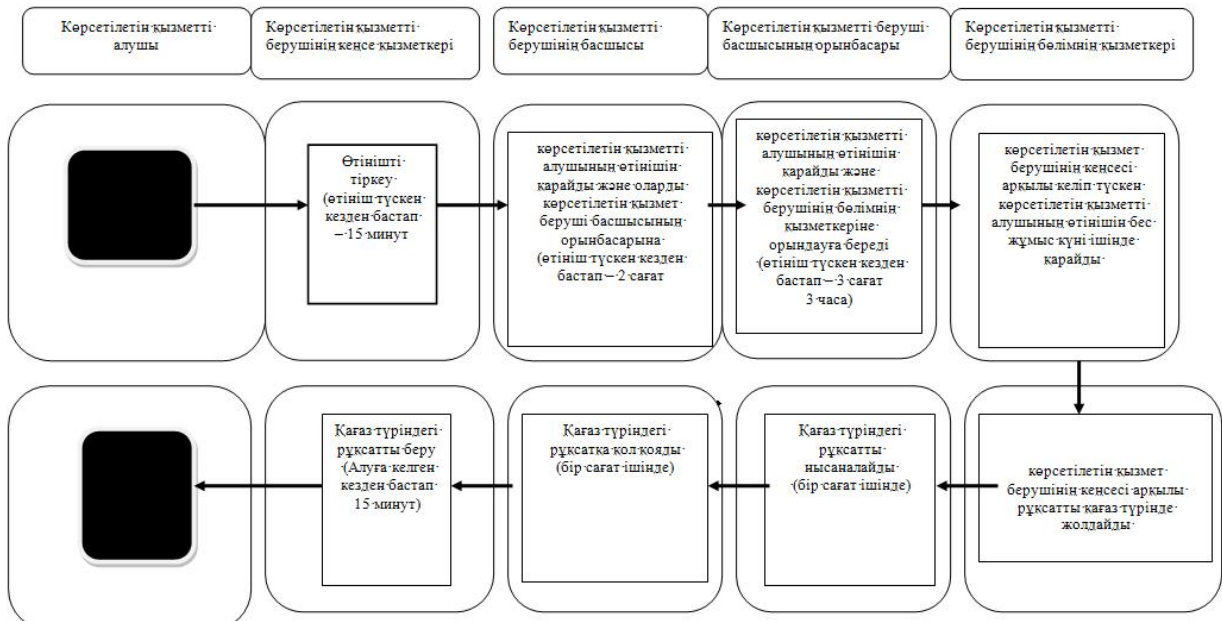 Көрсетілетін қызметті
алушы
Көрсетілетін қызметті
берушінің кеңсе қызметкері
Көрсетілетін қызметті
берушінің басшысы
Көрсетілетін қызметті беруші
басшысының орынбасары
Көрсетілетін қызметті
берушінің бөлімнің қызметкері
Өтінішті
тіркеу
(өтініш түскен
кезден бастап
– 15 минут
көрсетілетін қызметті
алушының өтінішін
қарайды және оларды
көрсетілетін қызмет
беруші басшысының
орынбасарына
(өтініш түскен кезден
бастап – 2 сағат
көрсетілетін қызметті
алушының өтінішін
қарайды және
көрсетілетін қызметті
берушінің бөлімнің
қызметкеріне
орындауға береді
(өтініш түскен кезден
бастап – 3 сағат
3 часа)
көрсетілетін қызмет
берушінің кеңсесі
арқылы келіп түскен
көрсетілетін қызметті
алушының өтінішін бес
жұмыс күні ішінде
қарайды
Қағаз түріндегі
рұқсатты беру
(Алуға келген
кезден бастап
15 минут)
Қағаз түріндегі
рұқсатқа қол қояды
(бір сағат ішінде)
Қағаз түріндегі
рұқсатты
нысаналайды
(бір сағат ішінде)
көрсетілетін қызмет
берушінің кеңсесі арқылы
рұқсатты қағаз түрінде
жолдайды